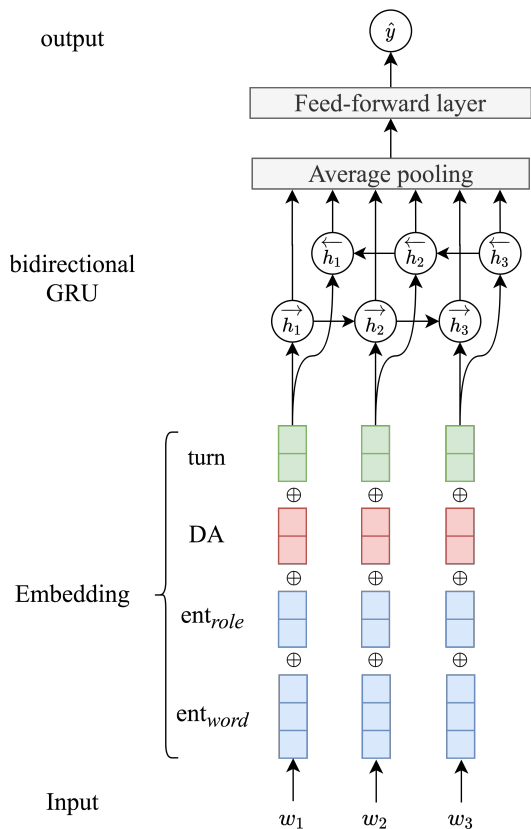 output
ŷ
Feed-forward layer
Average pooling
bidirectional
GRU
←h₁ ←h₂ ←h₃
→h₁ →h₂ →h₃
turn
⊕ ⊕ ⊕
DA
⊕ ⊕ ⊕
Embedding
ent_role
⊕ ⊕ ⊕
ent_word
Input
w₁ w₂ w₃